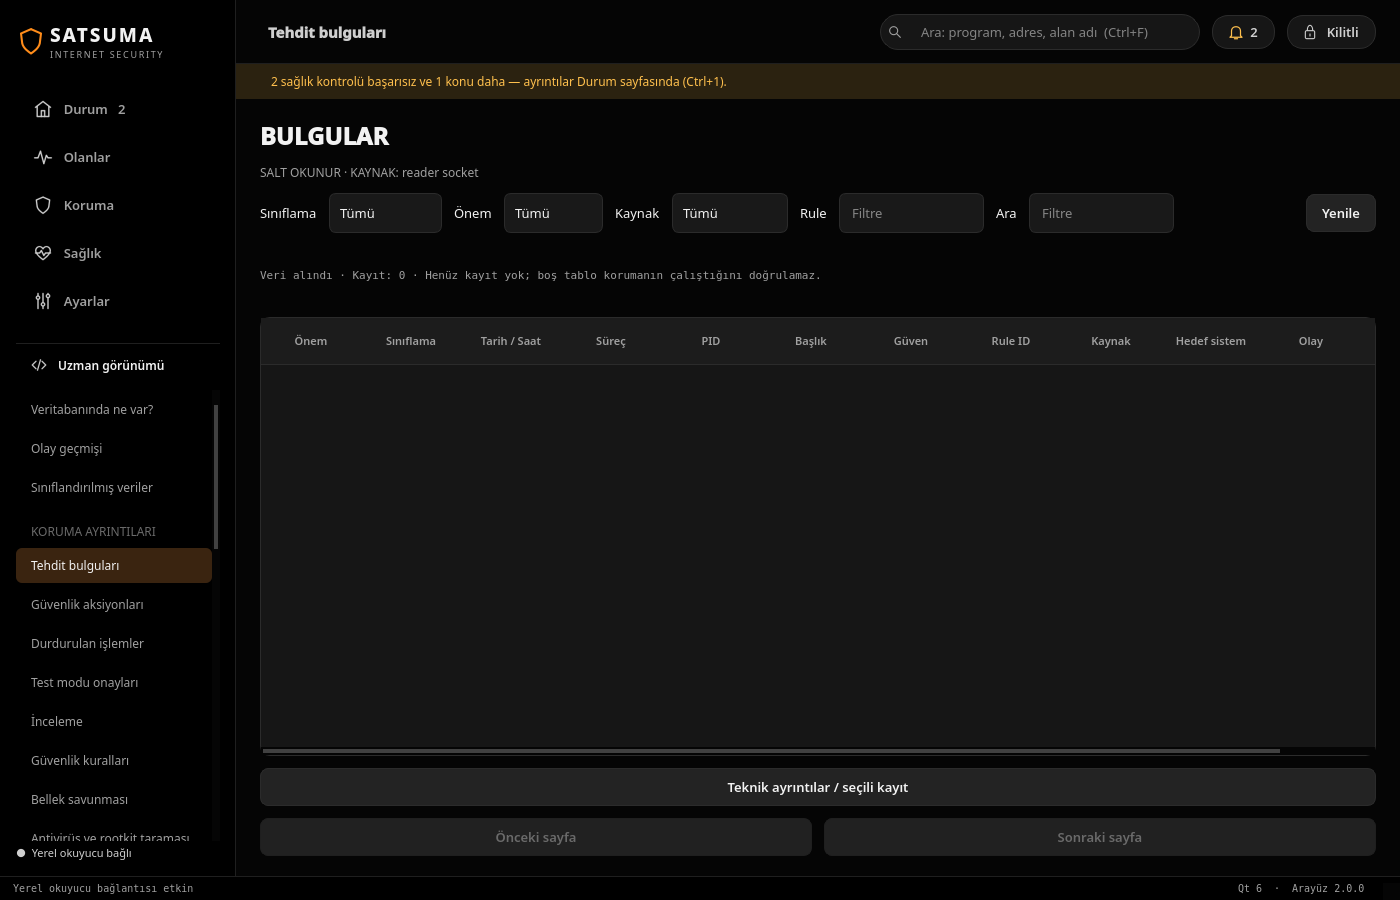 SATSUMA
INTERNET SECURITY
Durum 2
Olanlar
Koruma
Sağlık
Ayarlar
Uzman görünümü
Veritabanında ne var?
Olay geçmişi
Sınıflandırılmış veriler
KORUMA AYRINTILARI
Tehdit bulguları
Güvenlik aksiyonları
Durdurulan işlemler
Test modu onayları
İnceleme
Güvenlik kuralları
Bellek savunması
Antivirüs ve rootkit taraması
Yerel okuyucu bağlı
Tehdit bulguları
Ara: program, adres, alan adı (Ctrl+F)
2
Kilitli
2 sağlık kontrolü başarısız ve 1 konu daha — ayrıntılar Durum sayfasında (Ctrl+1).
BULGULAR
SALT OKUNUR · KAYNAK: reader socket
Sınıflama Tümü Önem Tümü Kaynak Tümü Rule Filtre Ara Filtre Yenile
Veri alındı · Kayıt: 0 · Henüz kayıt yok; boş tablo korumanın çalıştığını doğrulamaz.
Önem Sınıflama Tarih / Saat Süreç PID Başlık Güven Rule ID Kaynak Hedef sistem Olay
Teknik ayrıntılar / seçili kayıt
Önceki sayfa Sonraki sayfa
Yerel okuyucu bağlantısı etkin
Qt 6 · Arayüz 2.0.0